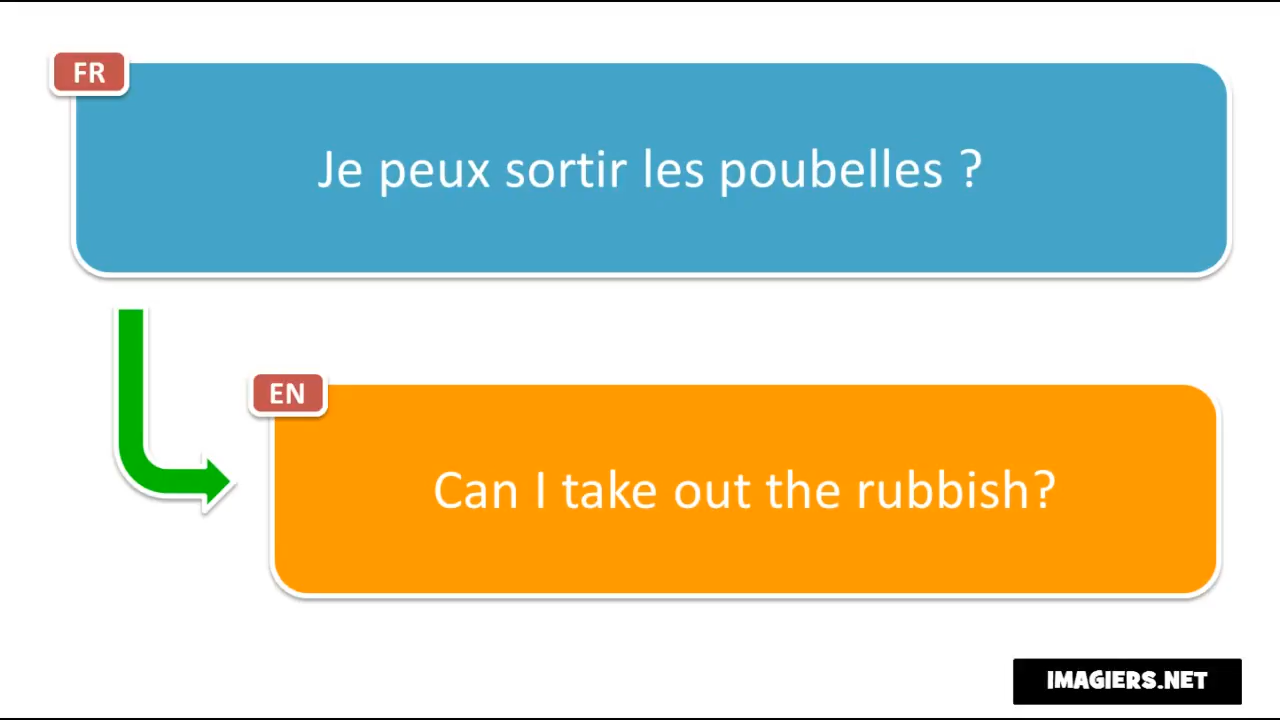 FR
Je peux sortir les poubelles ?
EN
Can I take out the rubbish?
IMAGIERS.NET